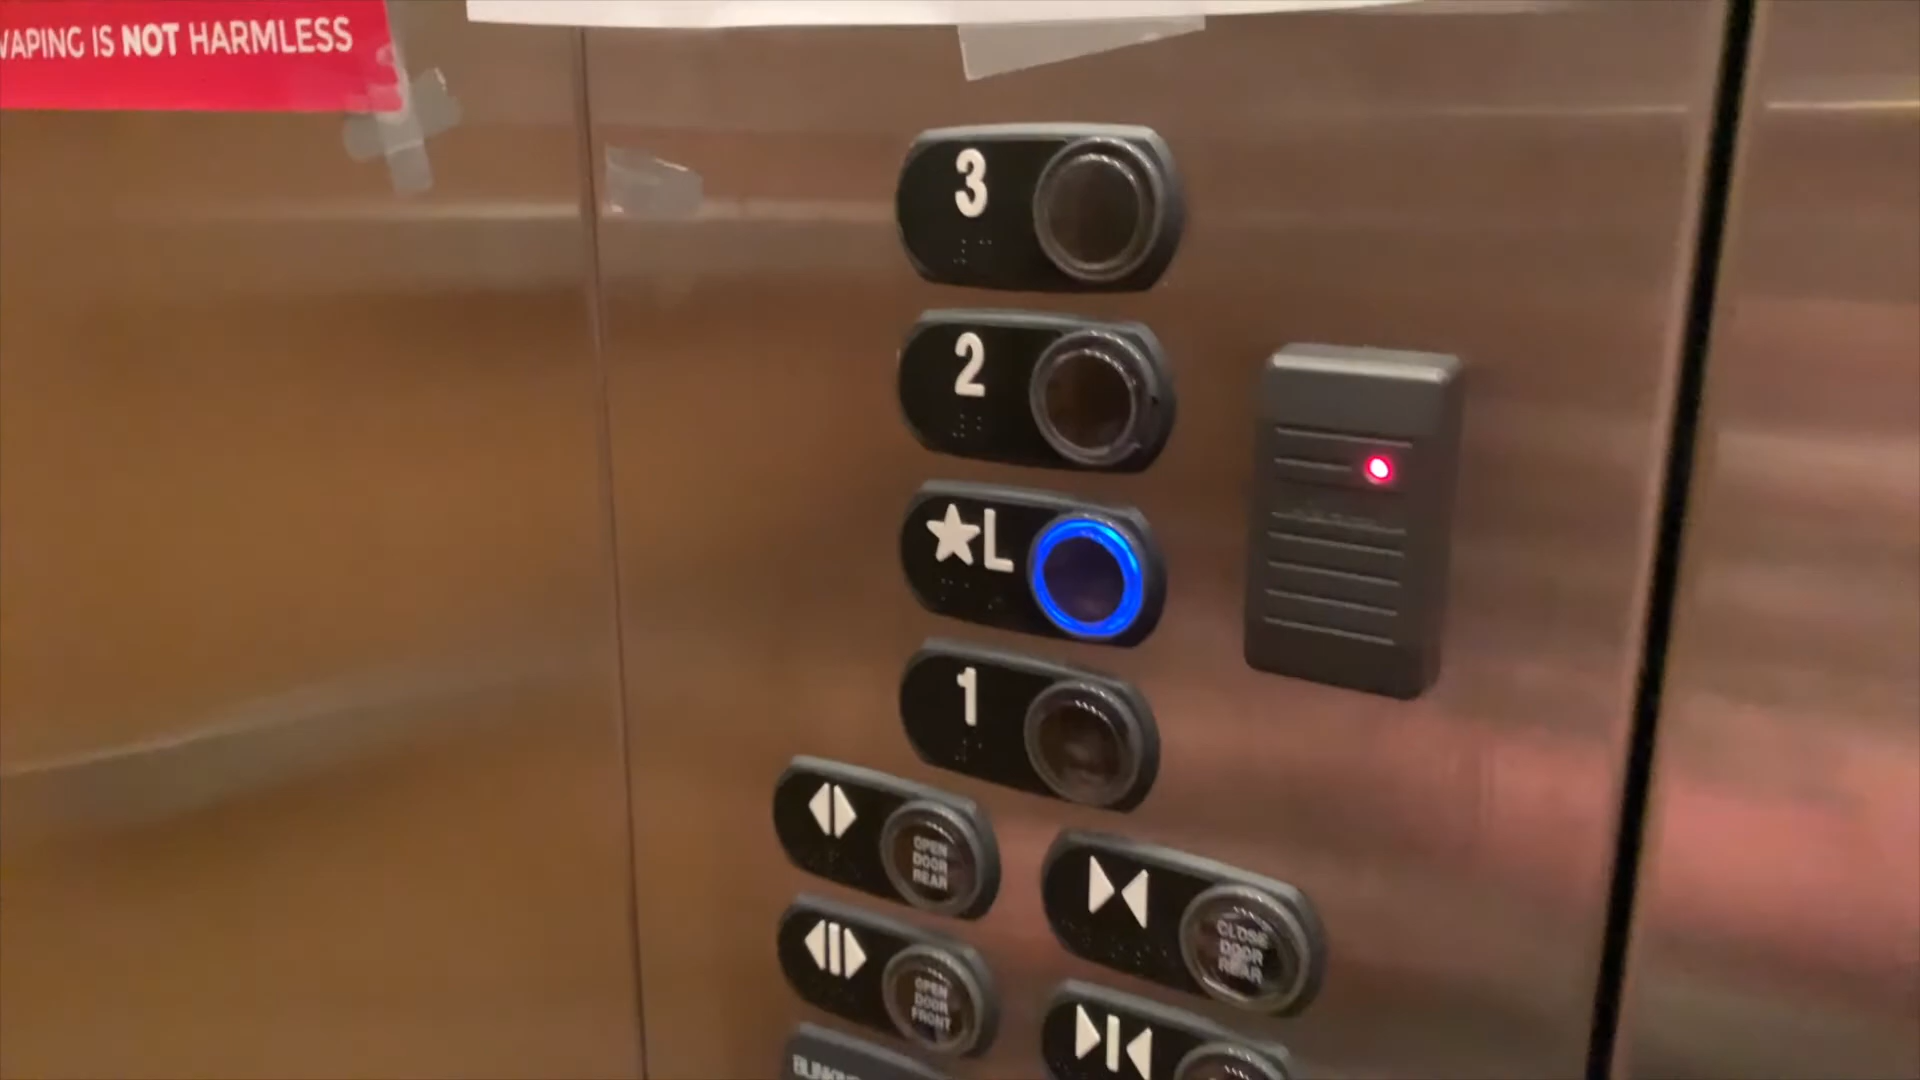 VAPING IS NOT HARMLESS
3
2
★L
1
OPEN
DOOR
REAR
CLOSE
DOOR
REAR
OPEN
DOOR
FRONT